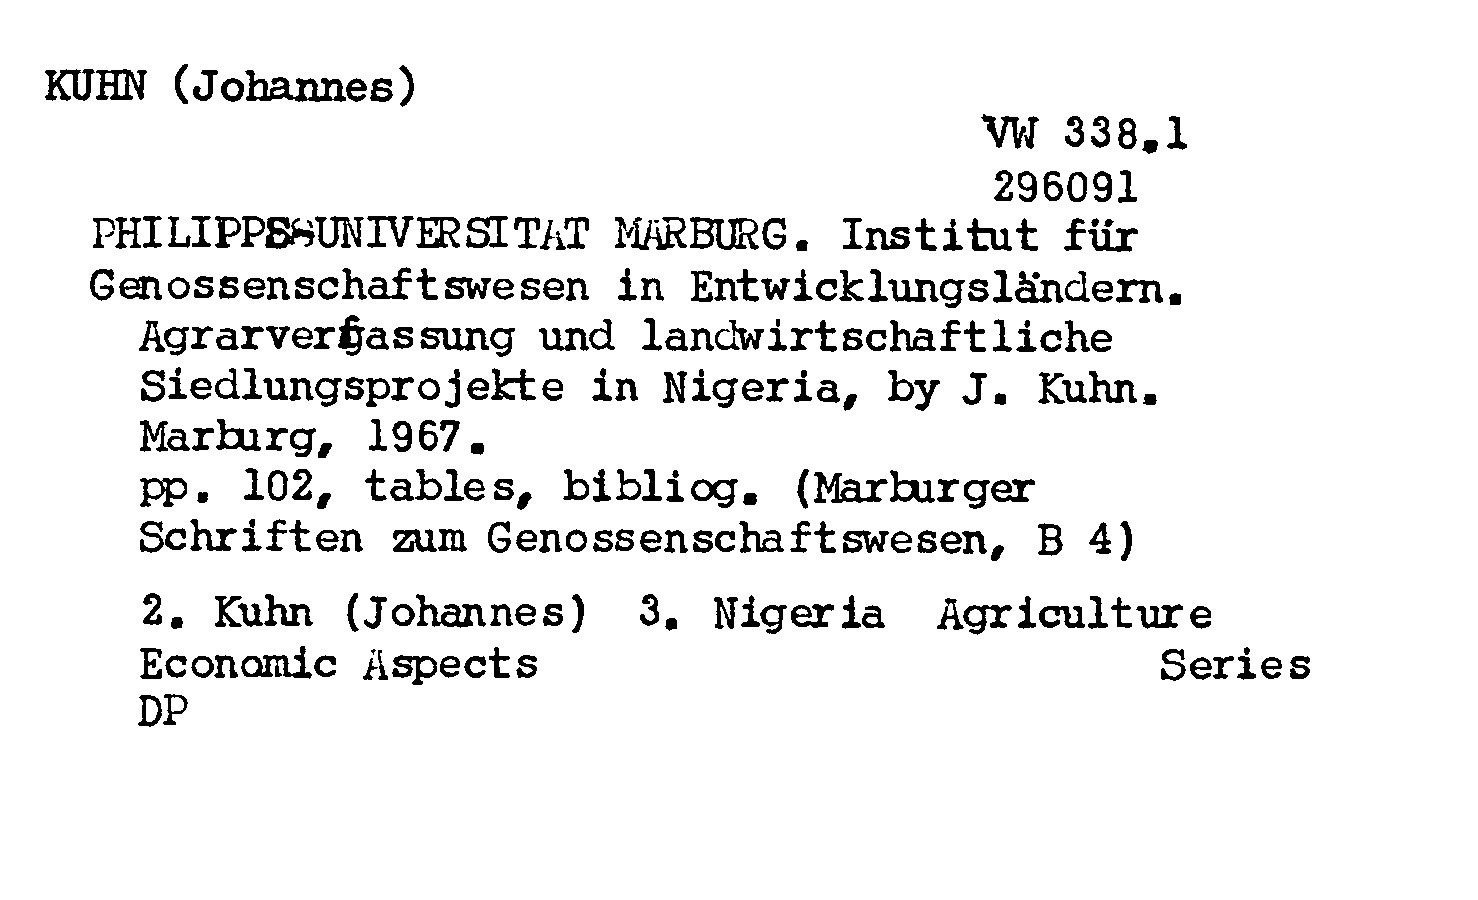 KUHN (Johannes)
VW 338.1
296091
PHILIPPS-UNIVERSITAT MARBURG. Institut für
Genossenschaftswesen in Entwicklungsländern.
Agrarverfassung und landwirtschaftliche
Siedlungsprojekte in Nigeria, by J. Kuhn.
Marburg, 1967.
pp. 102, tables, bibliog. (Marburger
Schriften zum Genossenschaftswesen, B 4)
2. Kuhn (Johannes) 3. Nigeria Agriculture
Economic Aspects Series
DP